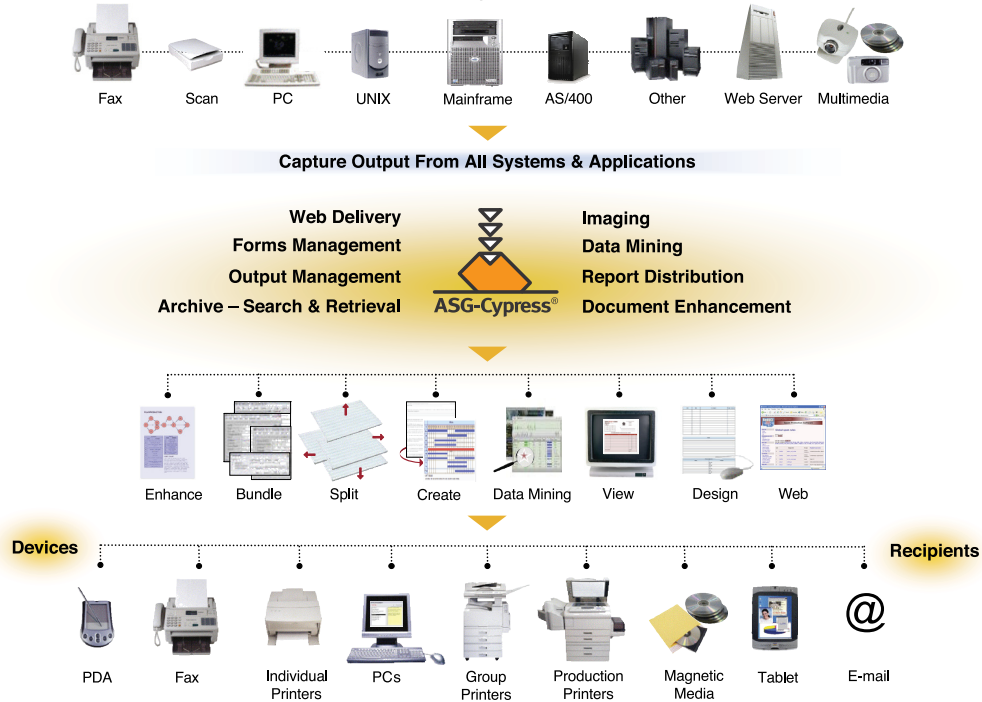 Fax
Scan
PC
UNIX
Mainframe
AS/400
Other
Web Server
Multimedia
Capture Output From All Systems & Applications
Web Delivery
Forms Management
Output Management
Archive – Search & Retrieval
ASG-Cypress®
Imaging
Data Mining
Report Distribution
Document Enhancement
Enhance
Bundle
Split
Create
Data Mining
View
Design
Web
Devices
Recipients
PDA
Fax
Individual
Printers
PCs
Group
Printers
Production
Printers
Magnetic
Media
Tablet
@
E-mail